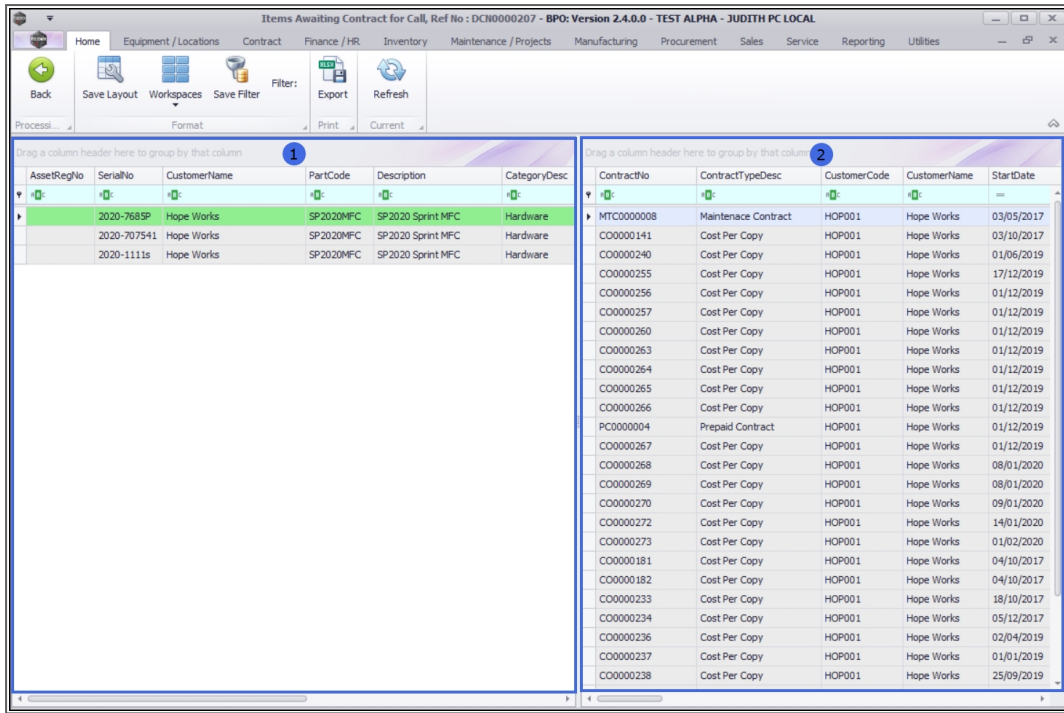 Items Awaiting Contract for Call, Ref No : DCN0000207 - BPO: Version 2.4.0.0 - TEST ALPHA - JUDITH PC LOCAL
Home Equipment / Locations Contract Finance / HR Inventory Maintenance / Projects Manufacturing Procurement Sales Service Reporting Utilities
Back Save Layout Workspaces Save Filter Filter: Export Refresh
Processi... Format Print Current
Drag a column header here to group by that column 1
AssetRegNo SerialNo CustomerName PartCode Description CategoryDesc
2020-7685P Hope Works SP2020MFC SP2020 Sprint MFC Hardware
2020-707541 Hope Works SP2020MFC SP2020 Sprint MFC Hardware
2020-1111s Hope Works SP2020MFC SP2020 Sprint MFC Hardware
Drag a column header here to group by that column 2
ContractNo ContractTypeDesc CustomerCode CustomerName StartDate
MTC0000008 Maintenace Contract HOP001 Hope Works 03/05/2017
CO0000141 Cost Per Copy HOP001 Hope Works 03/10/2017
CO0000240 Cost Per Copy HOP001 Hope Works 01/06/2019
CO0000255 Cost Per Copy HOP001 Hope Works 17/12/2019
CO0000256 Cost Per Copy HOP001 Hope Works 01/12/2019
CO0000257 Cost Per Copy HOP001 Hope Works 01/12/2019
CO0000260 Cost Per Copy HOP001 Hope Works 01/12/2019
CO0000263 Cost Per Copy HOP001 Hope Works 01/12/2019
CO0000264 Cost Per Copy HOP001 Hope Works 01/12/2019
CO0000265 Cost Per Copy HOP001 Hope Works 01/12/2019
CO0000266 Cost Per Copy HOP001 Hope Works 01/12/2019
PC0000004 Prepaid Contract HOP001 Hope Works 01/12/2019
CO0000267 Cost Per Copy HOP001 Hope Works 01/12/2019
CO0000268 Cost Per Copy HOP001 Hope Works 08/01/2020
CO0000269 Cost Per Copy HOP001 Hope Works 08/01/2020
CO0000270 Cost Per Copy HOP001 Hope Works 09/01/2020
CO0000272 Cost Per Copy HOP001 Hope Works 14/01/2020
CO0000273 Cost Per Copy HOP001 Hope Works 01/02/2020
CO0000181 Cost Per Copy HOP001 Hope Works 04/10/2017
CO0000182 Cost Per Copy HOP001 Hope Works 04/10/2017
CO0000233 Cost Per Copy HOP001 Hope Works 18/10/2017
CO0000234 Cost Per Copy HOP001 Hope Works 05/12/2017
CO0000236 Cost Per Copy HOP001 Hope Works 02/04/2019
CO0000237 Cost Per Copy HOP001 Hope Works 01/01/2019
CO0000238 Cost Per Copy HOP001 Hope Works 25/09/2019